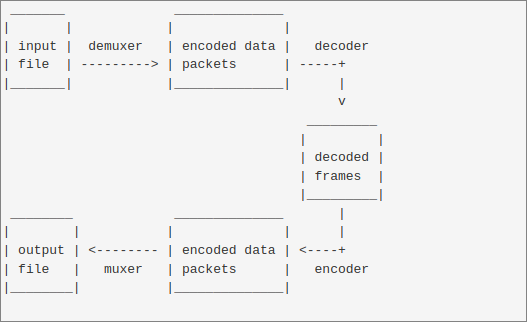 _______              ______________
|       |            |              |
| input |  demuxer   | encoded data |   decoder
| file  | ---------> | packets      | -----+
|_______|            |______________|      |
                                           v
                                       _________
                                      |         |
                                      | decoded |
                                      | frames  |
                                      |_________|
 ________             ______________       |
|        |           |              |      |
| output | <-------- | encoded data | <----+
| file   |   muxer   | packets      |   encoder
|________|           |______________|